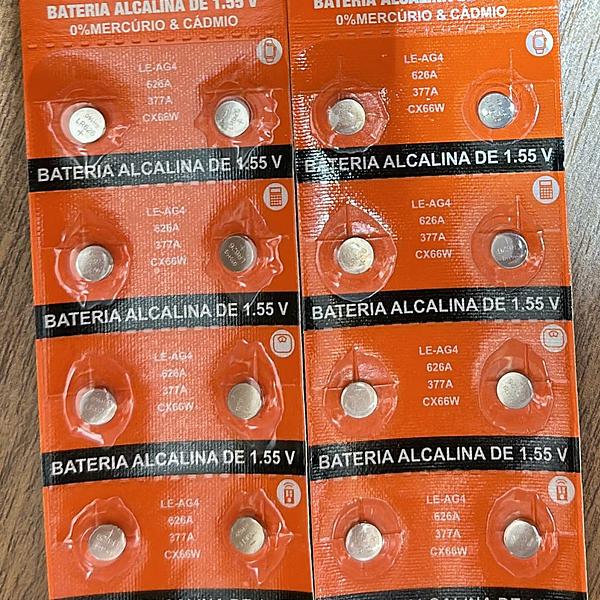 BATERIA ALCALINA DE 1.55 V
0%MERCÚRIO & CÁDMIO
LE-AG4
626A
377A
CX66W
BATERIA ALCALINA DE 1.55 V
LE-AG4
626A
377A
CX66W
BATERIA ALCALINA DE 1.55 V
LE-AG4
626A
377A
CX66W
BATERIA ALCALINA DE 1.55 V
LE-AG4
626A
377A
CX66W
BATERIA ALCALINA DE
0%MERCÚRIO & CÁDMIO
LE-AG4
626A
377A
CX66W
BATERIA ALCALINA DE 1.55 V
LE-AG4
626A
377A
CX66W
BATERIA ALCALINA DE 1.55 V
LE-AG4
626A
377A
CX66W
BATERIA ALCALINA DE 1.55 V
LE-AG4
626A
377A
CX66W